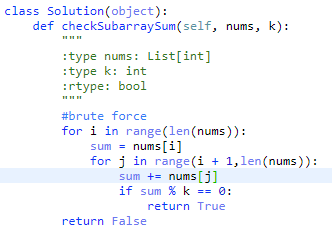 class Solution(object):
    def checkSubarraySum(self, nums, k):
        """
        :type nums: List[int]
        :type k: int
        :rtype: bool
        """
        #brute force
        for i in range(len(nums)):
            sum = nums[i]
            for j in range(i + 1,len(nums)):
                sum += nums[j]
                if sum % k == 0:
                    return True
        return False